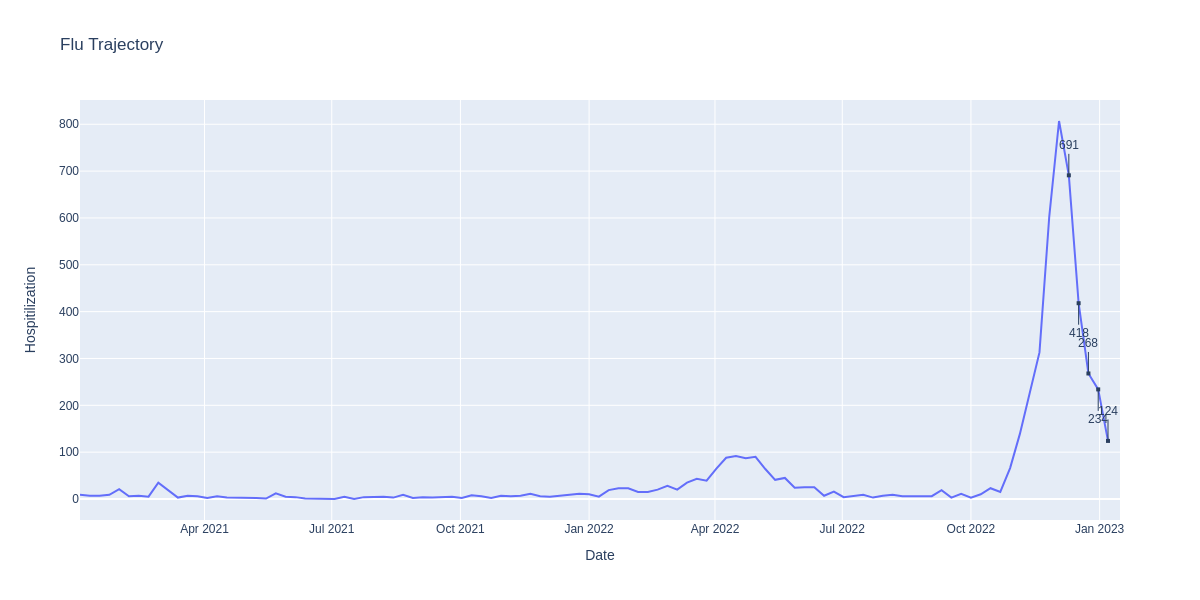 Flu Trajectory
800
700
600
500
400
300
200
100
0
Hospitilization
691
418
268
234
124
Apr 2021
Jul 2021
Oct 2021
Jan 2022
Apr 2022
Jul 2022
Oct 2022
Jan 2023
Date